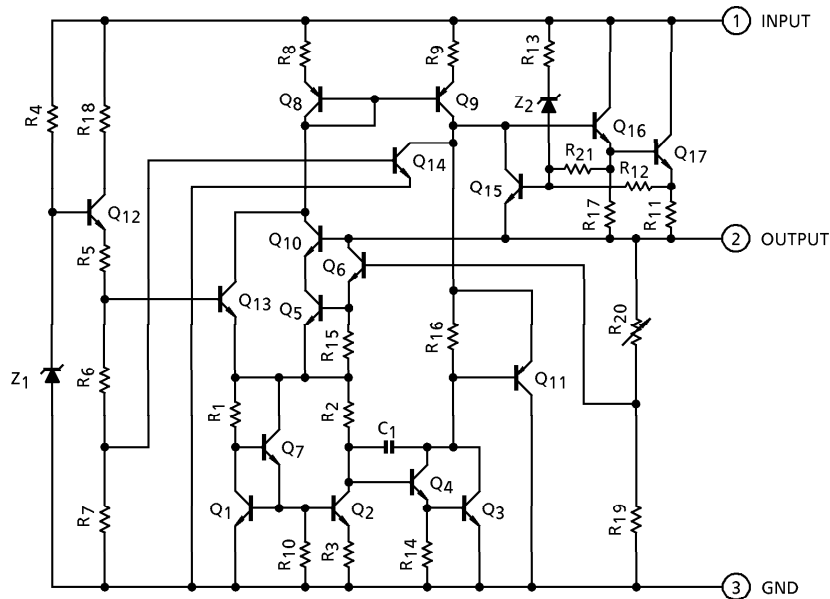 1 INPUT
R8
R9
R13
R4
R18
Q8
Q9
Z2
Q16
Q14
R21
R12
Q17
Q15
Q12
R17
R11
R5
Q10
2 OUTPUT
Q6
Q13
Q5
R20
R15
R16
Z1
R6
Q11
R1
R2
C1
Q7
Q4
R7
Q1
Q2
Q3
R19
R10
R3
R14
3 GND